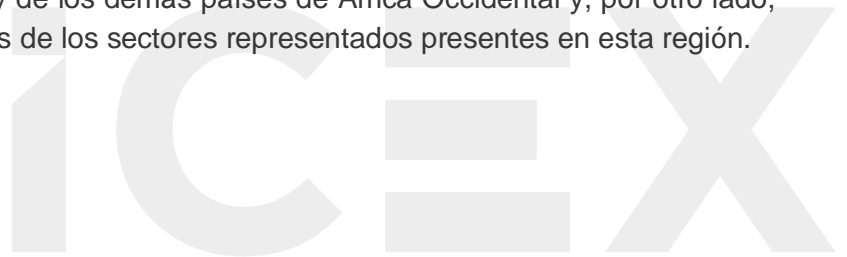 y de los demás países de África Occidental y, por otro lado,
s de los sectores representados presentes en esta región.
iCEX